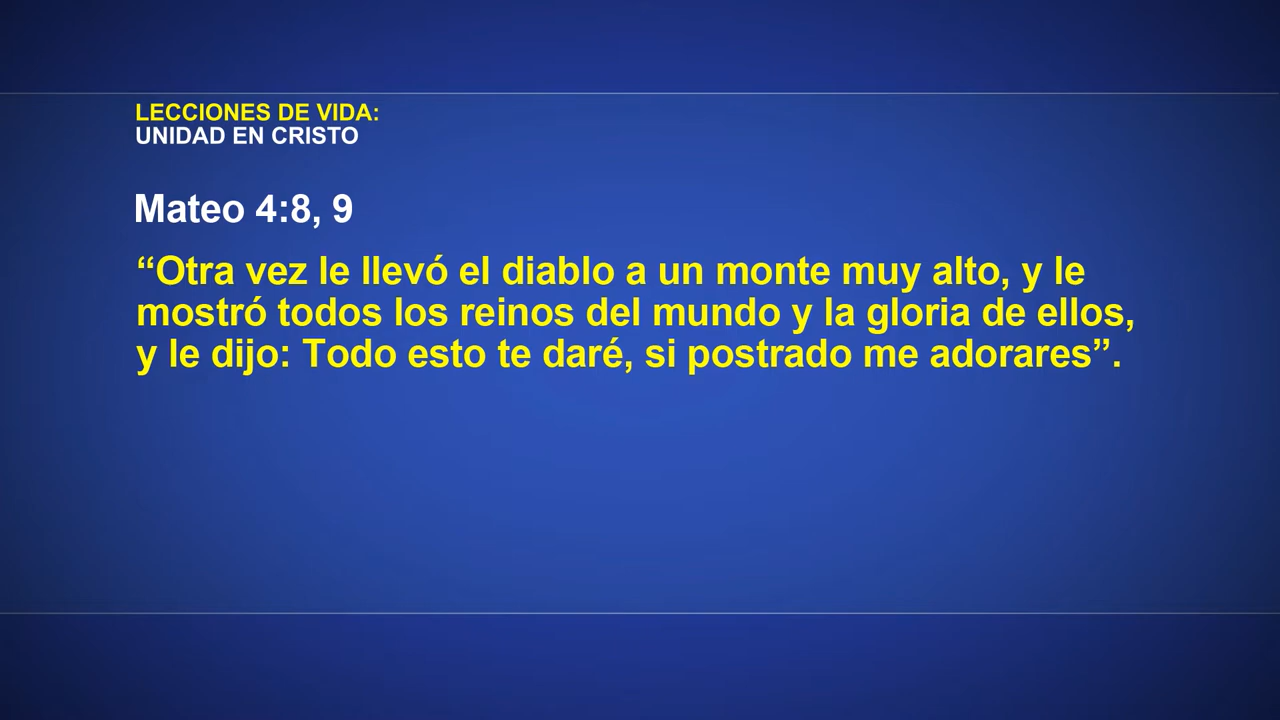 LECCIONES DE VIDA:
UNIDAD EN CRISTO
Mateo 4:8, 9
“Otra vez le llevó el diablo a un monte muy alto, y le
mostró todos los reinos del mundo y la gloria de ellos,
y le dijo: Todo esto te daré, si postrado me adorares”.